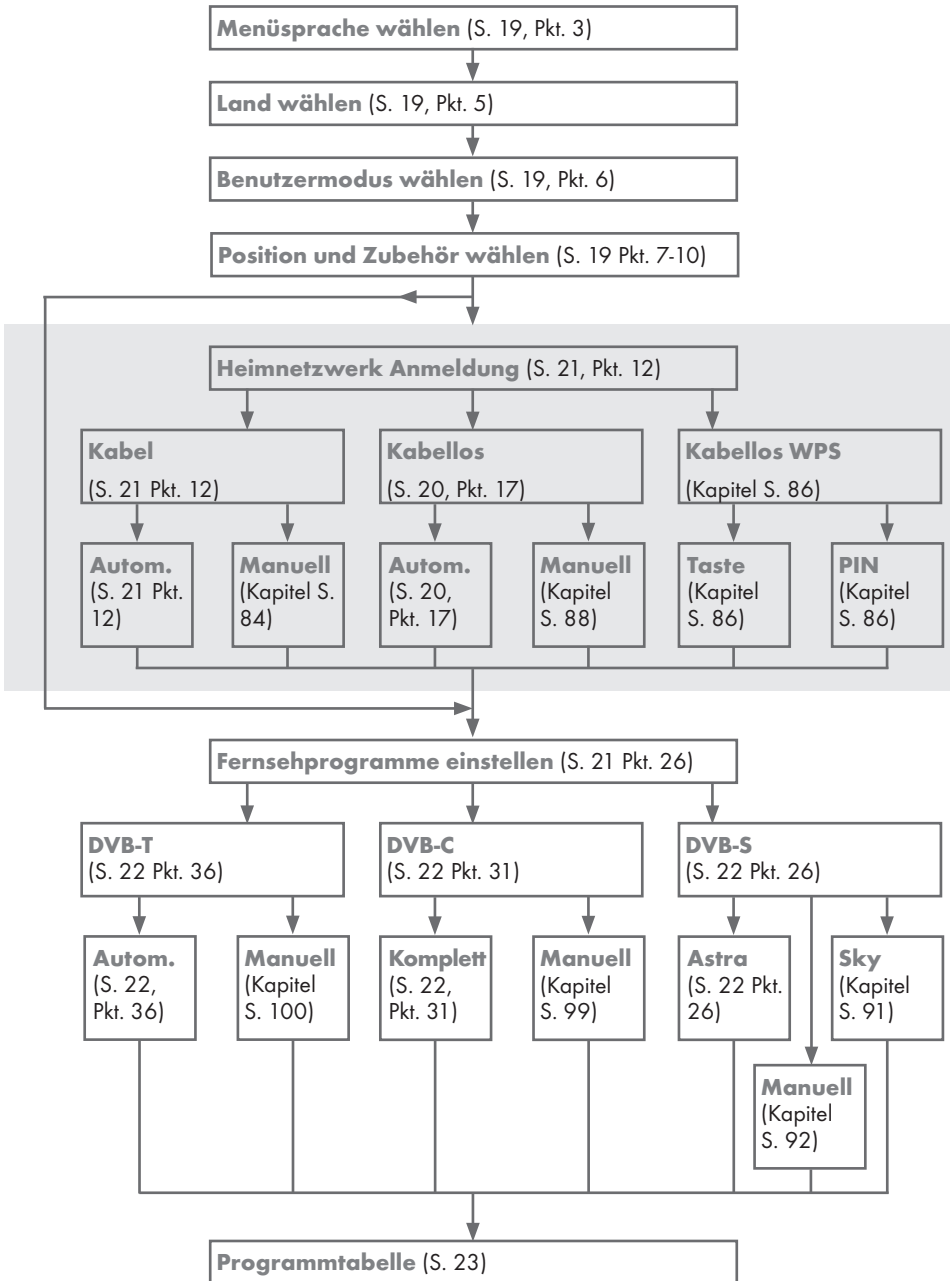 Menüsprache wählen (S. 19, Pkt. 3)
Land wählen (S. 19, Pkt. 5)
Benutzermodus wählen (S. 19, Pkt. 6)
Position und Zubehör wählen (S. 19 Pkt. 7-10)
Heimnetzwerk Anmeldung (S. 21, Pkt. 12)
Kabel
(S. 21 Pkt. 12)
Kabellos
(S. 20, Pkt. 17)
Kabellos WPS
(Kapitel S. 86)
Autom.
(S. 21 Pkt.
12)
Manuell
(Kapitel S.
84)
Autom.
(S. 20,
Pkt. 17)
Manuell
(Kapitel
S. 88)
Taste
(Kapitel
S. 86)
PIN
(Kapitel
S. 86)
Fernsehprogramme einstellen (S. 21 Pkt. 26)
DVB-T
(S. 22 Pkt. 36)
DVB-C
(S. 22 Pkt. 31)
DVB-S
(S. 22 Pkt. 26)
Autom.
(S. 22,
Pkt. 36)
Manuell
(Kapitel
S. 100)
Komplett
(S. 22,
Pkt. 31)
Manuell
(Kapitel
S. 99)
Astra
(S. 22 Pkt.
26)
Sky
(Kapitel
S. 91)
Manuell
(Kapitel
S. 92)
Programmtabelle (S. 23)